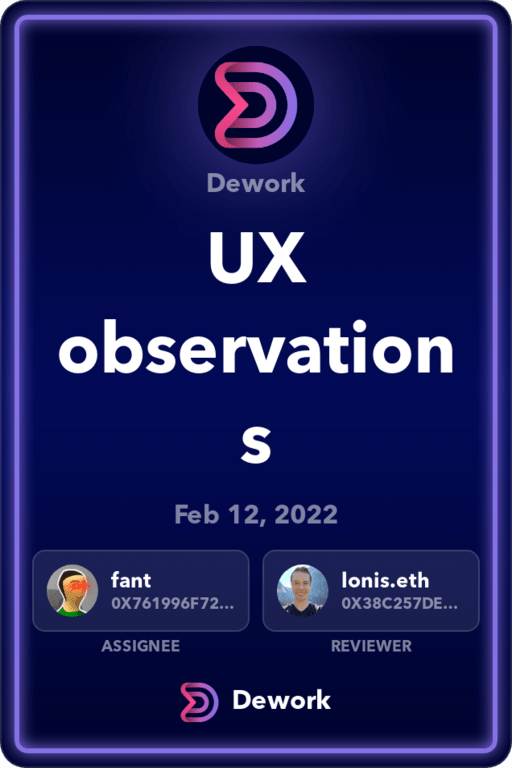 Dework
UX
observation
s
Feb 12, 2022
fant
0X761996F72...
lonis.eth
0X38C257DE...
ASSIGNEE
REVIEWER
Dework